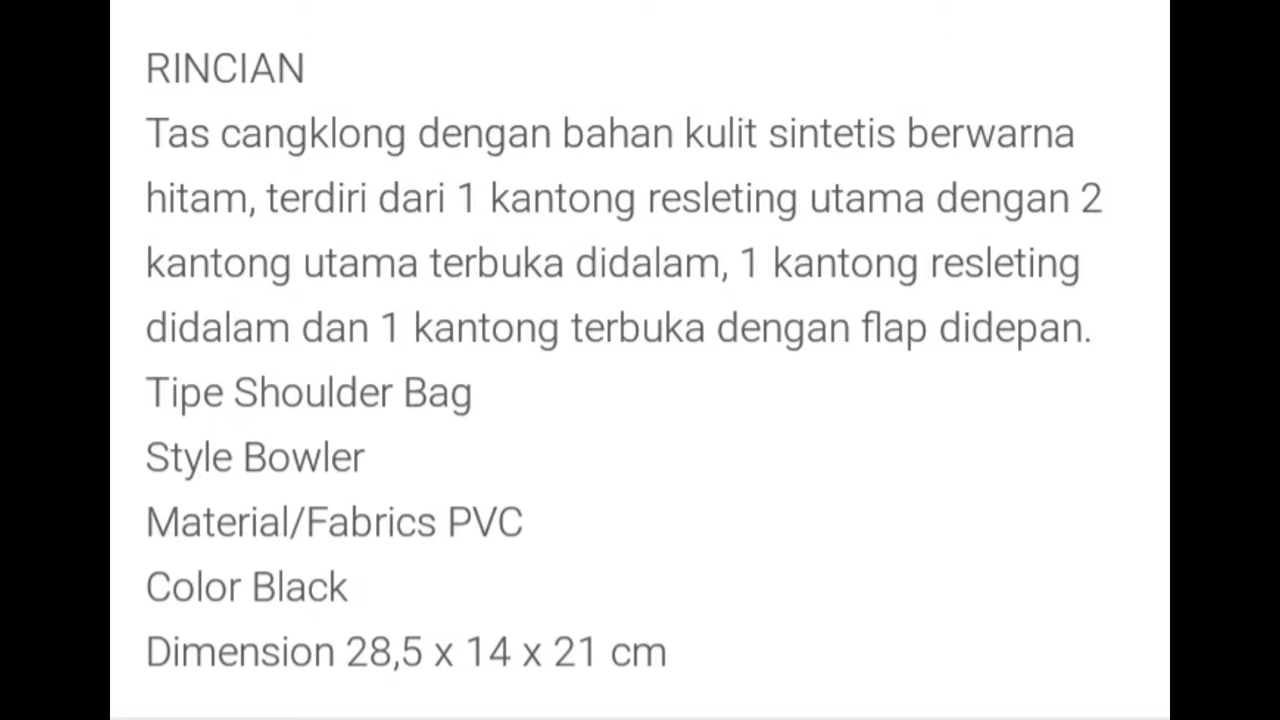 RINCIAN
Tas cangklong dengan bahan kulit sintetis berwarna
hitam, terdiri dari 1 kantong resleting utama dengan 2
kantong utama terbuka didalam, 1 kantong resleting
didalam dan 1 kantong terbuka dengan flap didepan.
Tipe Shoulder Bag
Style Bowler
Material/Fabrics PVC
Color Black
Dimension 28,5 x 14 x 21 cm